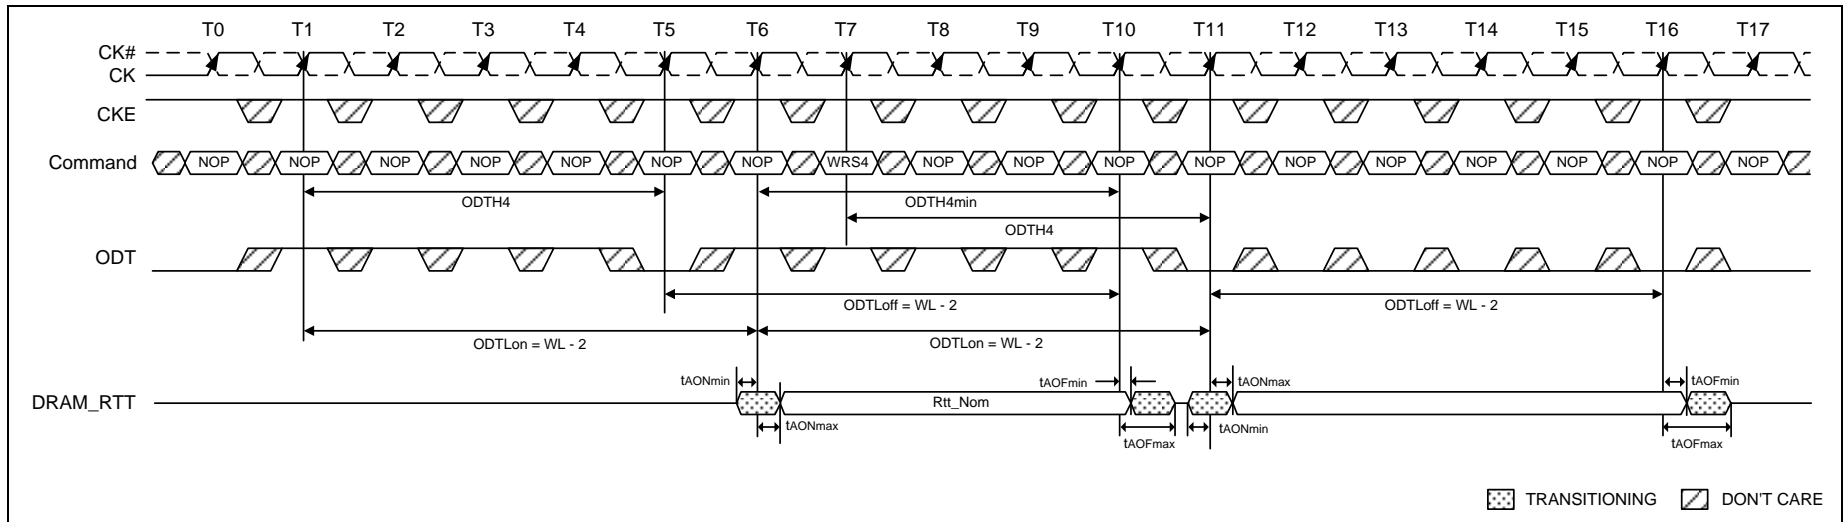 T0 T1 T2 T3 T4 T5 T6 T7 T8 T9 T10 T11 T12 T13 T14 T15 T16 T17
CK#
CK
CKE
Command NOP NOP NOP NOP NOP NOP NOP WRS4 NOP NOP NOP NOP NOP NOP NOP NOP NOP NOP
ODTH4 ODTH4min
ODTH4
ODT
ODTLoff = WL - 2 ODTLoff = WL - 2
ODTLon = WL - 2 ODTLon = WL - 2
tAONmin tAOFmin tAONmax tAOFmin
DRAM_RTT Rtt_Nom
tAONmax tAOFmax tAONmin tAOFmax
TRANSITIONING DON'T CARE